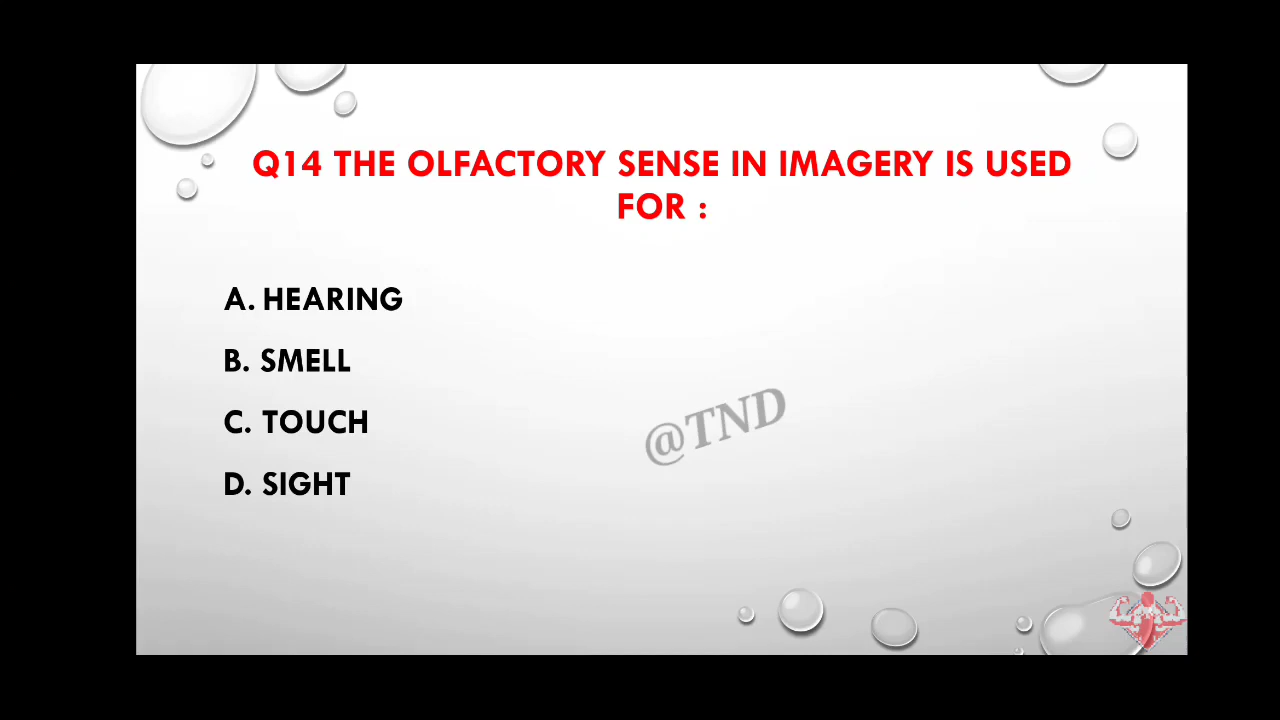 Q14 THE OLFACTORY SENSE IN IMAGERY IS USED
FOR :
A. HEARING
B. SMELL
C. TOUCH
D. SIGHT
@TND